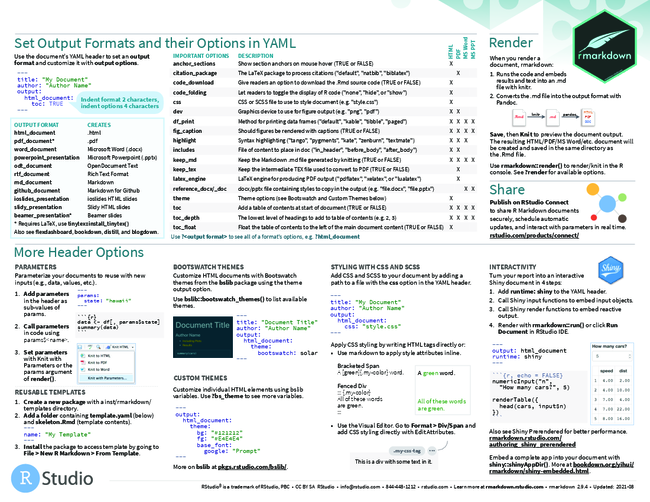 Set Output Formats and their Options in YAML
Use the document's YAML header to set an output
format and customize it with output options.
---
title: "My Document"
author: "Author Name"
output:
html_document:
toc: TRUE
---
Indent format 2 characters,
indent options 4 characters
OUTPUT FORMAT CREATES
html_document .html
pdf_document* .pdf
word_document Microsoft Word (.docx)
powerpoint_presentation Microsoft Powerpoint (.pptx)
odt_document OpenDocument Text
rtf_document Rich Text Format
md_document Markdown
github_document Markdown for Github
ioslides_presentation ioslides HTML slides
slidy_presentation Slidy HTML slides
beamer_presentation* Beamer slides
* Requires LaTeX, use tinytex::install_tinytex()
Also see flexdashboard, bookdown, distill, and blogdown.
IMPORTANT OPTIONS DESCRIPTION HTML PDF MS Word MS PPT
anchor_sections Show section anchors on mouse hover (TRUE or FALSE) X
citation_package The LaTeX package to process citations ("default", "natbib", "biblatex") X
code_download Give readers an option to download the .Rmd source code (TRUE or FALSE) X
code_folding Let readers to toggle the display of R code ("none", "hide", or "show") X
css CSS or SCSS file to use to style document (e.g. "style.css") X
dev Graphics device to use for figure output (e.g. "png", "pdf") X X
df_print Method for printing data frames ("default", "kable", "tibble", "paged") X X X X
fig_caption Should figures be rendered with captions (TRUE or FALSE) X X X X
highlight Syntax highlighting ("tango", "pygments", "kate", "zenburn", "textmate") X X X
includes File of content to place in doc ("in_header", "before_body", "after_body") X X
keep_md Keep the Markdown .md file generated by knitting (TRUE or FALSE) X X X X
keep_tex Keep the intermediate TEX file used to convert to PDF (TRUE or FALSE) X
latex_engine LaTeX engine for producing PDF output ("pdflatex", "xelatex", or "lualatex") X
reference_docx/_doc docx/pptx file containing styles to copy in the output (e.g. "file.docx", "file.pptx") X X
theme Theme options (see Bootswatch and Custom Themes below) X
toc Add a table of contents at start of document (TRUE or FALSE) X X X X
toc_depth The lowest level of headings to add to table of contents (e.g. 2, 3) X X X X
toc_float Float the table of contents to the left of the main document content (TRUE or FALSE) X
Use ?<output format> to see all of a format's options, e.g. ?html_document
Render
rmarkdown
When you render a
document, rmarkdown:
1. Runs the code and embeds
results and text into an .md
file with knitr.
2. Converts the .md file into the output format with
Pandoc.
Save, then Knit to preview the document output.
The resulting HTML/PDF/MS Word/etc. document will
be created and saved in the same directory as
the .Rmd file.
Use rmarkdown::render() to render/knit in the R
console. See ?render for available options.
Share
Publish on RStudio Connect
to share R Markdown documents
securely, schedule automatic
updates, and interact with parameters in real time.
rstudio.com/products/connect/
More Header Options
PARAMETERS
Parameterize your documents to reuse with new
inputs (e.g., data, values, etc.).
1. Add parameters
in the header as
sub-values of
params.
2. Call parameters
in code using
params$<name>.
3. Set parameters
with Knit with
Parameters or the
params argument
of render().
---
params:
state: "hawaii"
---
```{r}
data <- df[, params$state]
summary(data)
```
Knit
Knit to HTML
Knit to PDF
Knit to Word
Knit with Parameters...
REUSABLE TEMPLATES
1. Create a new package with a inst/rmarkdown/
templates directory.
2. Add a folder containing template.yaml (below)
and skeleton.Rmd (template contents).
---
name: "My Template"
---
3. Install the package to access template by going to
File > New R Markdown > From Template.
BOOTSWATCH THEMES
Customize HTML documents with Bootswatch
themes from the bslib package using the theme
output option.
Use bslib::bootswatch_themes() to list available
themes.
Document Title
---
title: "Document Title"
author: "Author Name"
output:
html_document:
theme:
bootswatch: solar
---
CUSTOM THEMES
Customize individual HTML elements using bslib
variables. Use ?bs_theme to see more variables.
---
output:
html_document:
theme:
bg: "#121212"
fg: "#E4E4E4"
base_font:
google: "Prompt"
---
More on bslib at pkgs.rstudio.com/bslib/.
STYLING WITH CSS AND SCSS
Add CSS and SCSS to your document by adding a
path to a file with the css option in the YAML header.
---
title: "My Document"
author: "Author Name"
output:
html_document:
css: "style.css"
---
Apply CSS styling by writing HTML tags directly or:
• Use markdown to apply style attributes inline.
Bracketed Span
A [green]{.my-color} word.
A green word.
Fenced Div
::: {.my-color}
All of these words
are green.
:::
All of these words
are green.
• Use the Visual Editor. Go to Format > Div/Span and
add CSS styling directly with Edit Attributes.
.my-css-tag
This is a div with some text in it.
INTERACTIVITY
Shiny
Turn your report into an interactive
Shiny document in 4 steps:
1. Add runtime: shiny to the YAML header.
2. Call Shiny input functions to embed input objects.
3. Call Shiny render functions to embed reactive
output.
4. Render with rmarkdown::run() or click Run
Document in RStudio IDE.
---
output: html_document
runtime: shiny
---
```{r, echo = FALSE}
numericInput("n",
"How many cars?", 5)
renderTable({
head(cars, input$n)
})
```
How many cars?
5
speed dist
1 4.00 2.00
2 4.00 10.00
3 7.00 4.00
4 7.00 22.00
5 8.00 16.00
Also see Shiny Prerendered for better performance.
rmarkdown.rstudio.com/
authoring_shiny_prerendered
Embed a complete app into your document with
shiny::shinyAppDir(). More at bookdown.org/yihui/
rmarkdown/shiny-embedded.html.
R Studio
RStudio® is a trademark of RStudio, PBC • CC BY SA RStudio • info@rstudio.com • 844-448-1212 • rstudio.com • Learn more at rmarkdown.rstudio.com • rmarkdown 2.9.4 • Updated: 2021-08